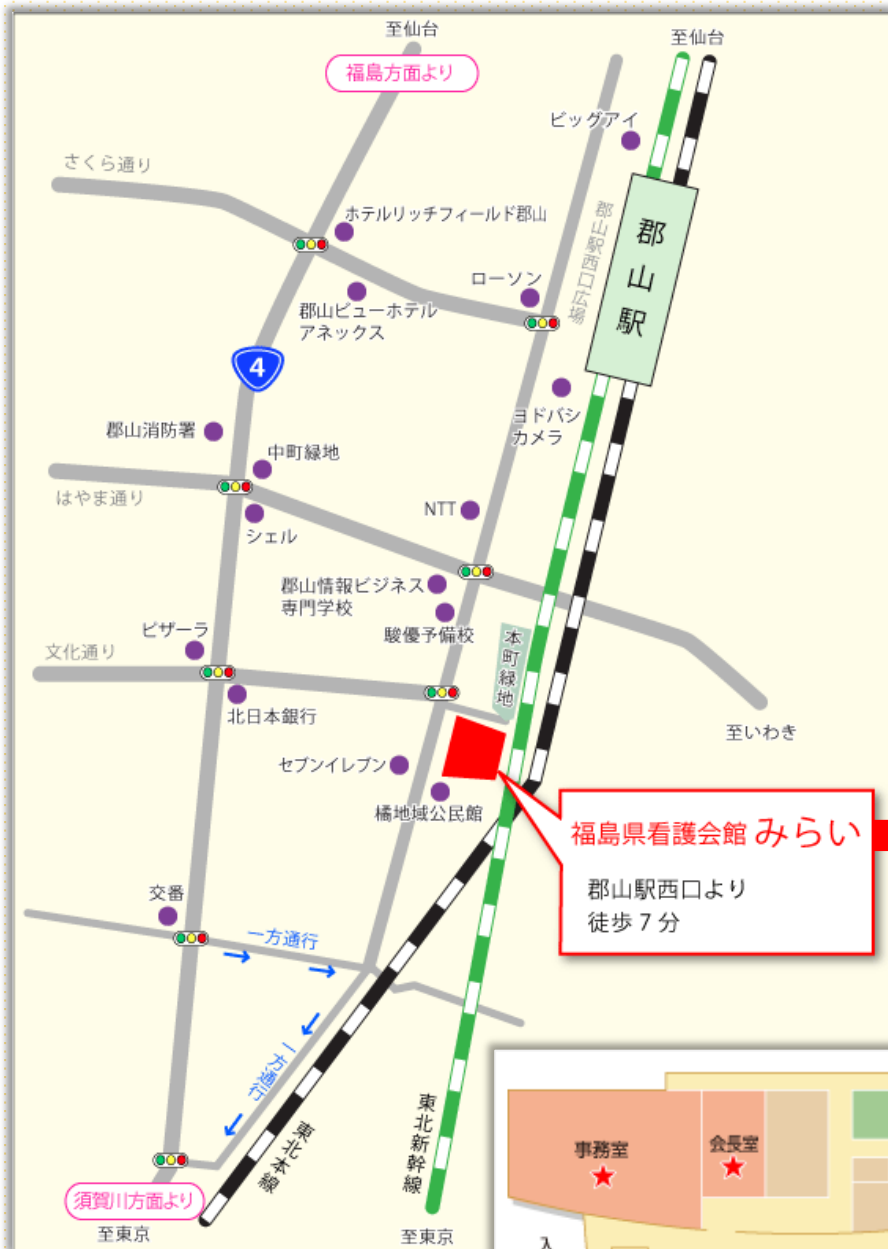 至仙台
福島方面より
至仙台
ビッグアイ
さくら通り
ホテルリッチフィールド郡山
郡山駅西口広場
郡山駅
ローソン
郡山ビューホテル
アネックス
4
ヨドバシ
カメラ
郡山消防署
中町緑地
はやま通り
NTT
シェル
郡山情報ビジネス
専門学校
駿優予備校
ピザーラ
本町緑地
文化通り
北日本銀行
至いわき
セブンイレブン
橘地域公民館
福島県看護会館 みらい
郡山駅西口より
徒歩7分
交番
一方通行
一方通行
東北本線
東北新幹線
須賀川方面より
至東京
至東京
事務室
会長室
入